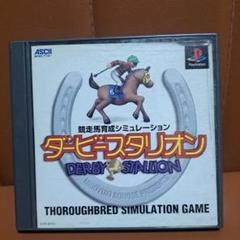 ASCII
PlayStation
競走馬育成シミュレーション
ダービースタリオン
DERBY STALLION
THOROUGHBRED SIMULATION GAME